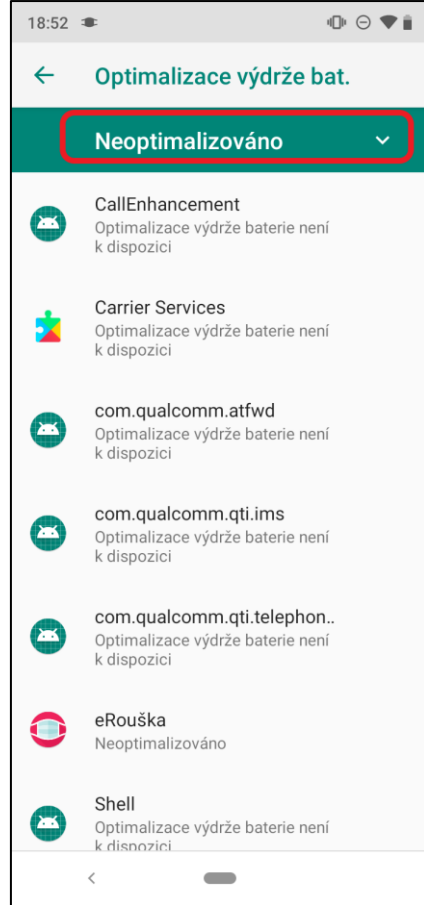 18:52
Optimalizace výdrže bat.
Neoptimalizováno
CallEnhancement
Optimalizace výdrže baterie není
k dispozici
Carrier Services
Optimalizace výdrže baterie není
k dispozici
com.qualcomm.atfwd
Optimalizace výdrže baterie není
k dispozici
com.qualcomm.qti.ims
Optimalizace výdrže baterie není
k dispozici
com.qualcomm.qti.telephon..
Optimalizace výdrže baterie není
k dispozici
eRouška
Neoptimalizováno
Shell
Optimalizace výdrže baterie není
k dispozici